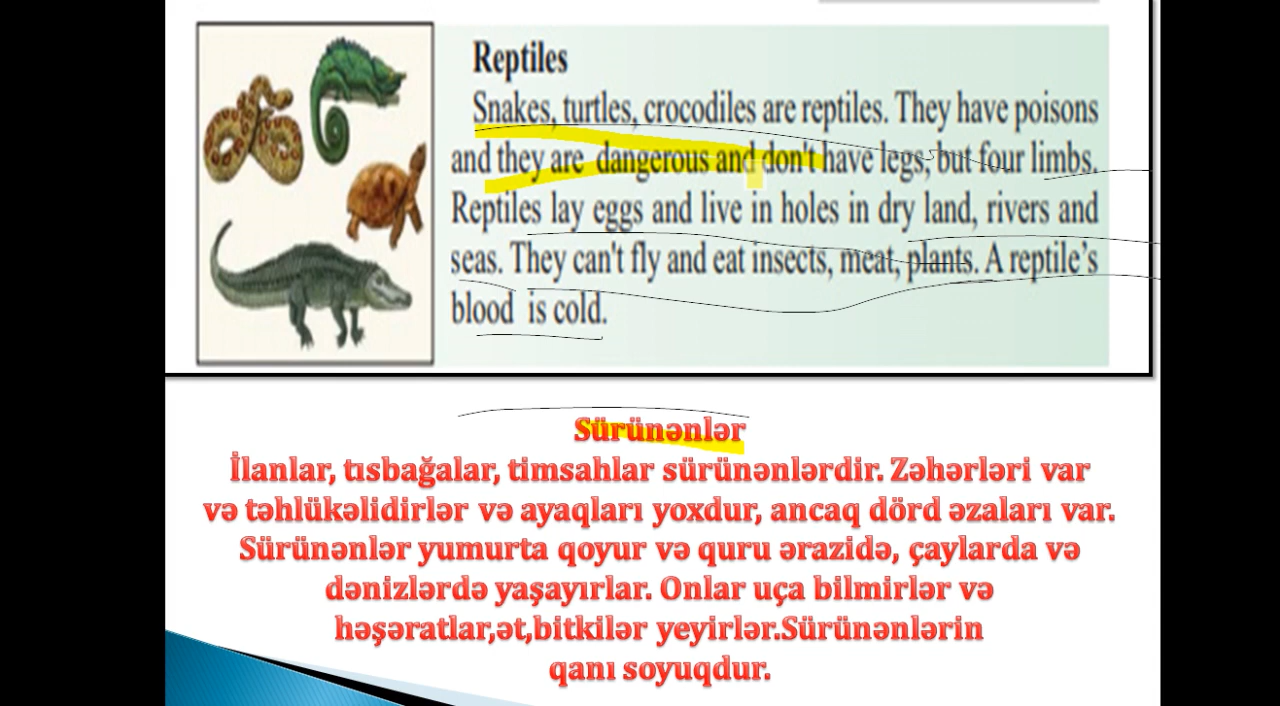 Reptiles
Snakes, turtles, crocodiles are reptiles. They have poisons
and they are dangerous and don't have legs, but four limbs.
Reptiles lay eggs and live in holes in dry land, rivers and
seas. They can't fly and eat insects, meat, plants. A reptile's
blood is cold.
Sürünənlər
İlanlar, tısbağalar, timsahlar sürünənlərdir. Zəhərləri var
və təhlükəlidirlər və ayaqları yoxdur, ancaq dörd əzaları var.
Sürünənlər yumurta qoyur və quru ərazidə, çaylarda və
dənizlərdə yaşayırlar. Onlar uça bilmirlər və
həşəratlar,ət,bitkilər yeyirlər.Sürünənlərin
qanı soyuqdur.